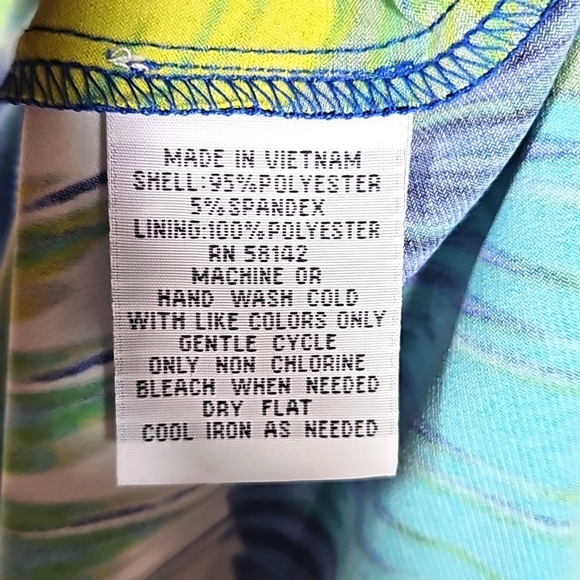 MADE IN VIETNAM
SHELL:95%POLYESTER
5%SPANDEX
LINING:100%POLYESTER
RN 58142
MACHINE OR
HAND WASH COLD
WITH LIKE COLORS ONLY
GENTLE CYCLE
ONLY NON CHLORINE
BLEACH WHEN NEEDED
DRY FLAT
COOL IRON AS NEEDED